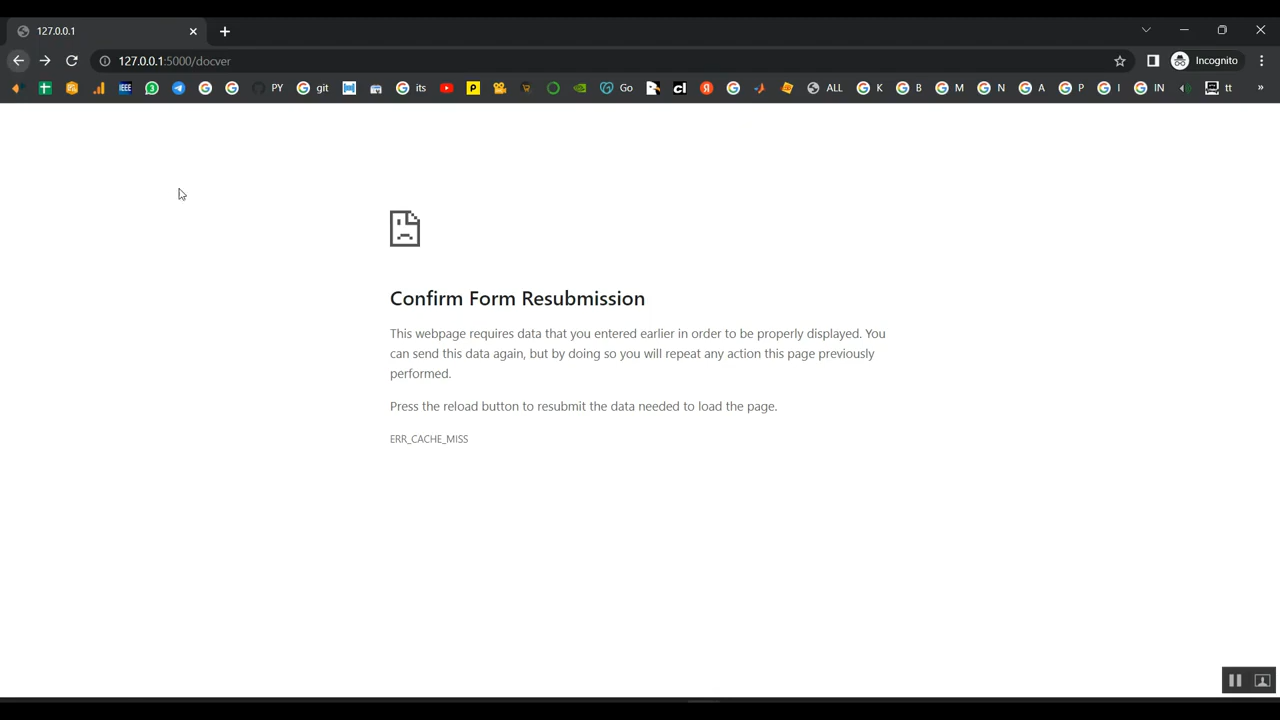 127.0.0.1
127.0.0.1:5000/docver
Incognito
IEEE
3
PY
git
its
Go
ALL
K
B
M
N
A
P
I
IN
tt
»
Confirm Form Resubmission
This webpage requires data that you entered earlier in order to be properly displayed. You
can send this data again, but by doing so you will repeat any action this page previously
performed.
Press the reload button to resubmit the data needed to load the page.
ERR_CACHE_MISS